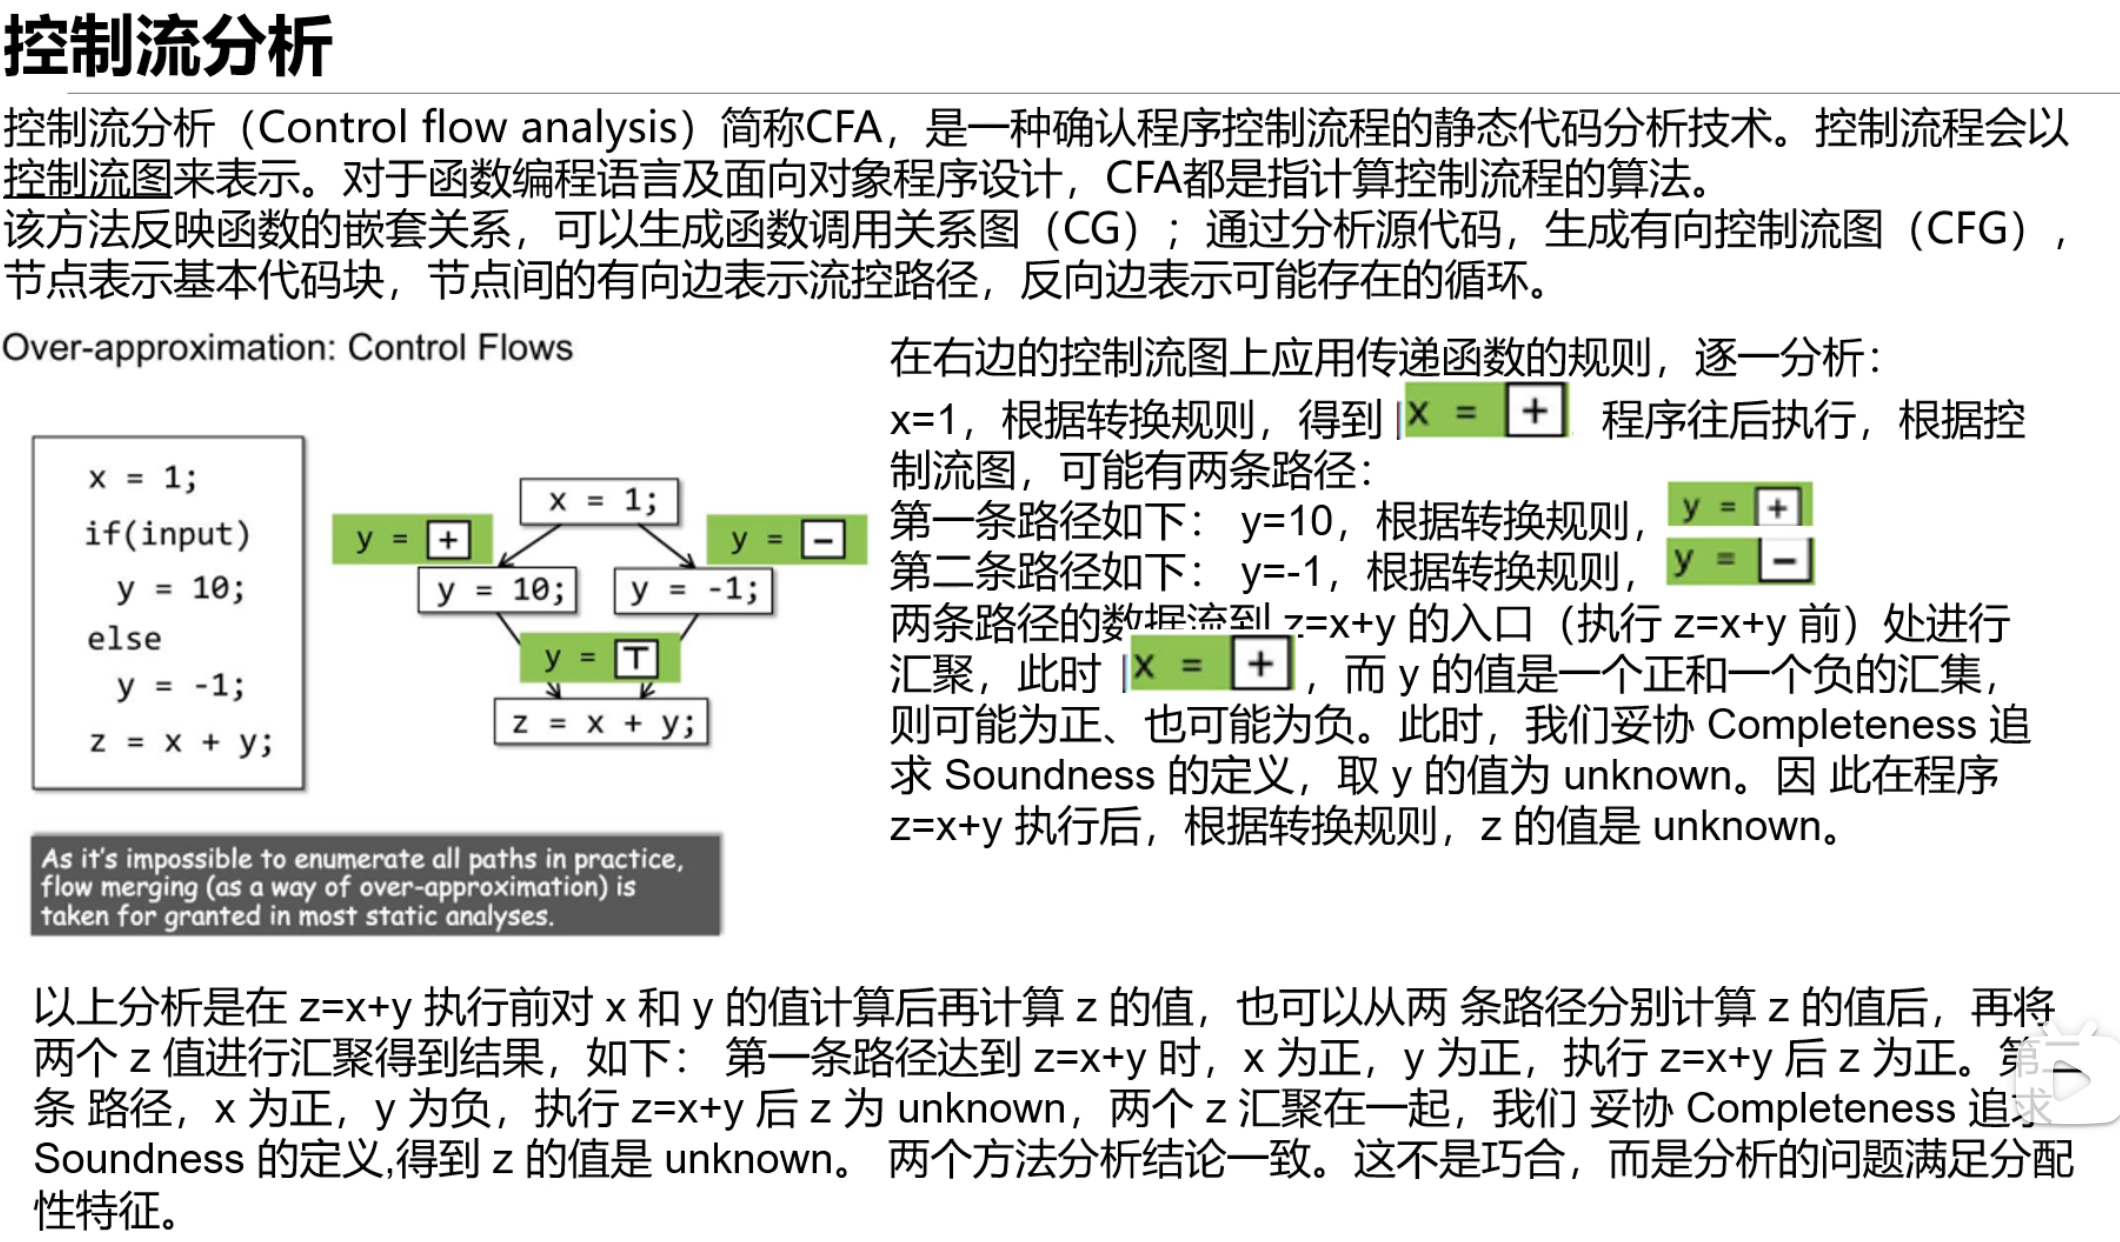 控制流分析
控制流分析（Control flow analysis）简称CFA，是一种确认程序控制流程的静态代码分析技术。控制流程会以
控制流图来表示。对于函数编程语言及面向对象程序设计，CFA都是指计算控制流程的算法。
该方法反映函数的嵌套关系，可以生成函数调用关系图（CG）；通过分析源代码，生成有向控制流图（CFG），
节点表示基本代码块，节点间的有向边表示流控路径，反向边表示可能存在的循环。
Over-approximation: Control Flows
x = 1;
if(input)
y = 10;
else
y = -1;
z = x + y;
x = 1;
y = +
y = −
y = 10;
y = -1;
y = ⊤
z = x + y;
As it's impossible to enumerate all paths in practice,
flow merging (as a way of over-approximation) is
taken for granted in most static analyses.
在右边的控制流图上应用传递函数的规则，逐一分析：
x=1，根据转换规则，得到 x = + 程序往后执行，根据控
制流图，可能有两条路径：
第一条路径如下： y=10，根据转换规则， y = +
第二条路径如下： y=-1，根据转换规则， y = −
两条路径的数据流到 z=x+y 的入口（执行 z=x+y 前）处进行
汇聚，此时 x = + ，而 y 的值是一个正和一个负的汇集，
则可能为正、也可能为负。此时，我们妥协 Completeness 追
求 Soundness 的定义，取 y 的值为 unknown。因 此在程序
z=x+y 执行后，根据转换规则，z 的值是 unknown。
以上分析是在 z=x+y 执行前对 x 和 y 的值计算后再计算 z 的值，也可以从两 条路径分别计算 z 的值后，再将
两个 z 值进行汇聚得到结果，如下： 第一条路径达到 z=x+y 时，x 为正，y 为正，执行 z=x+y 后 z 为正。第二
条 路径，x 为正，y 为负，执行 z=x+y 后 z 为 unknown，两个 z 汇聚在一起，我们 妥协 Completeness 追求
Soundness 的定义,得到 z 的值是 unknown。 两个方法分析结论一致。这不是巧合，而是分析的问题满足分配
性特征。